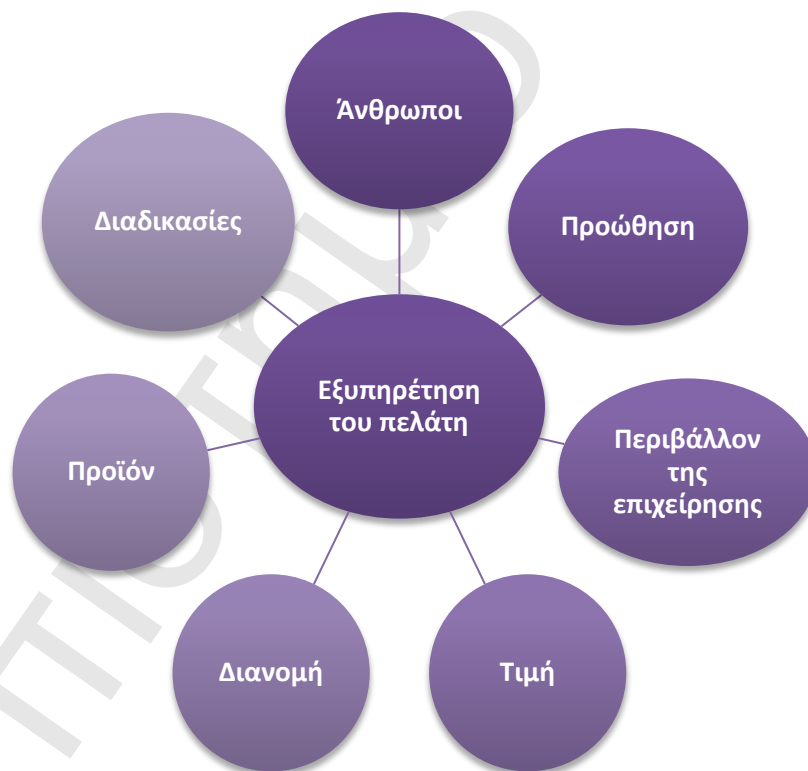 Άνθρωποι
Προώθηση
Περιβάλλον
της
επιχείρησης
Τιμή
Διανομή
Προϊόν
Διαδικασίες
Εξυπηρέτηση
του πελάτη